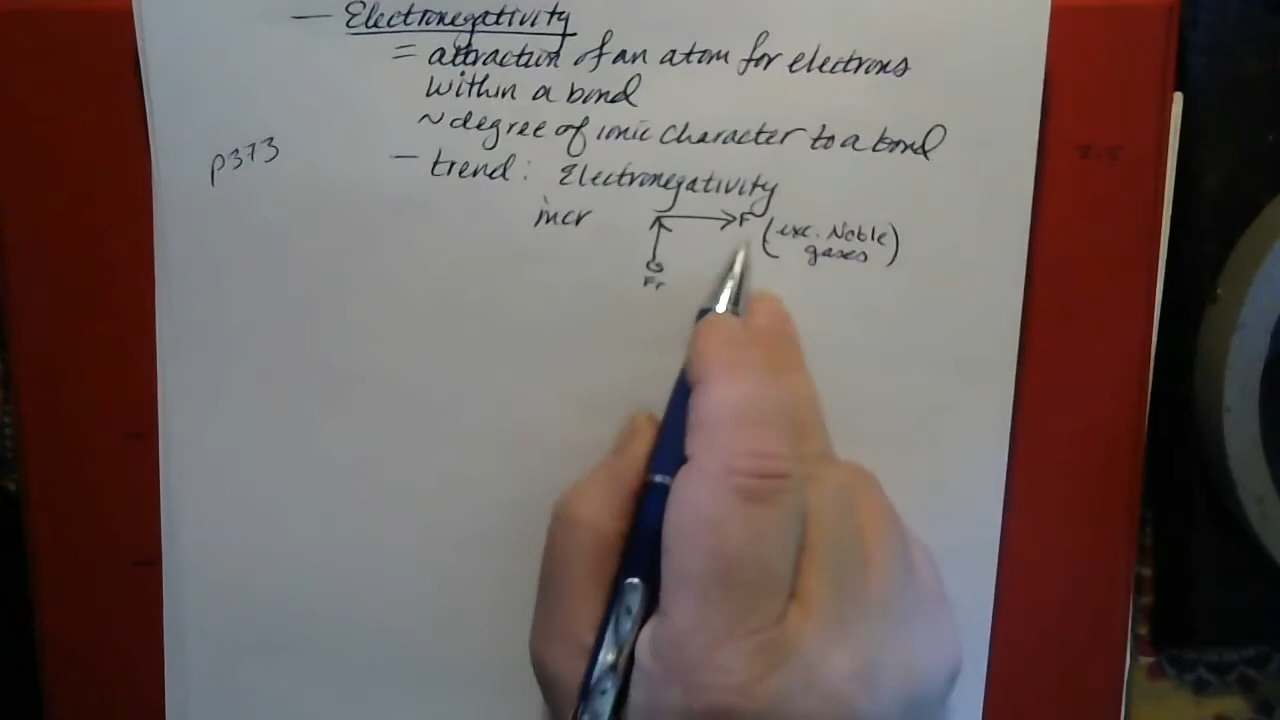 — Electronegativity
= attraction of an atom for electrons
within a bond
~ degree of ionic character to a bond
p373
— trend: Electronegativity
incr
F (exc. Noble
gases)
Fr